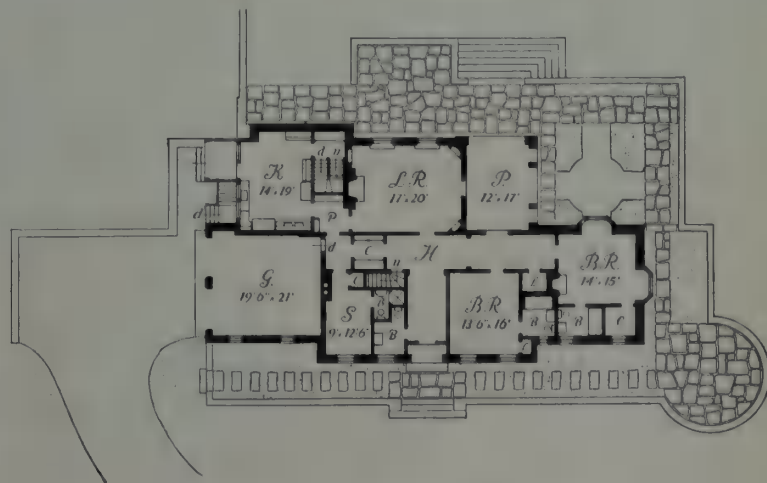 K
14'×19'
d
u
L.R.
17'×20'
P.
12'×17'
d
P
C
H
d
C
u
G.
19'6"×21'
S
9'×12'6"
B
B
B.R.
13'6"×16'
C
B.R.
14'×15'
B
C
B
C